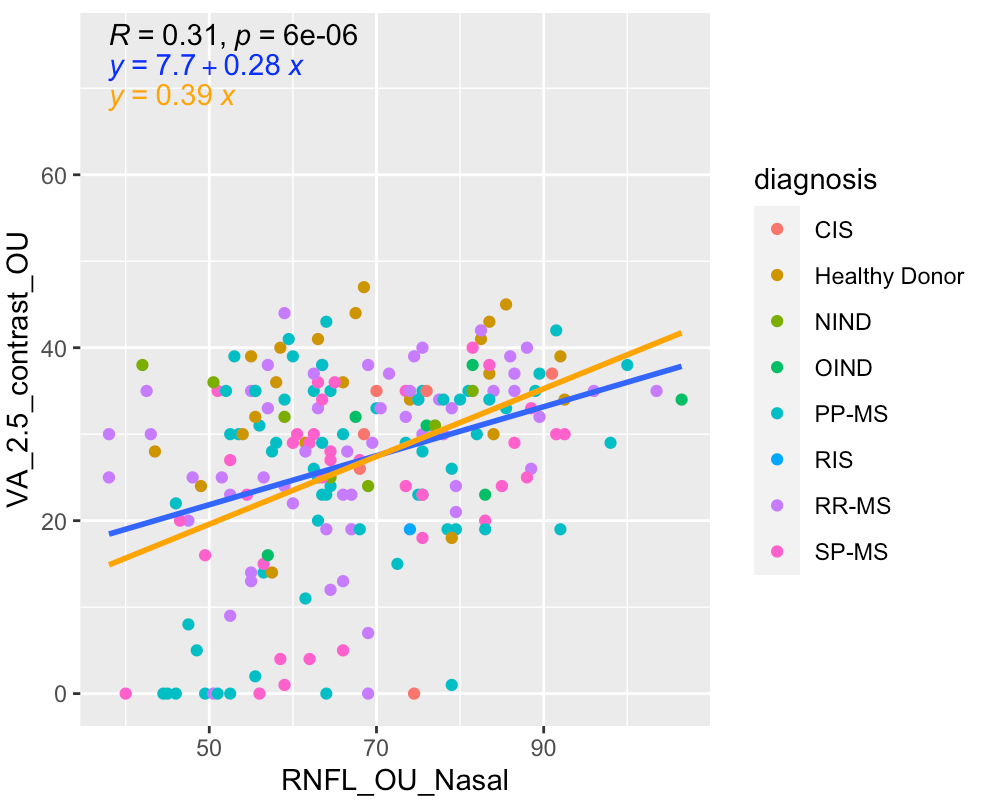 R = 0.31, p = 6e-06
y = 7.7 + 0.28 x
y = 0.39 x
VA_2.5_contrast_OU
60
40
20
0
50 70 90
RNFL_OU_Nasal
diagnosis
CIS
Healthy Donor
NIND
OIND
PP-MS
RIS
RR-MS
SP-MS